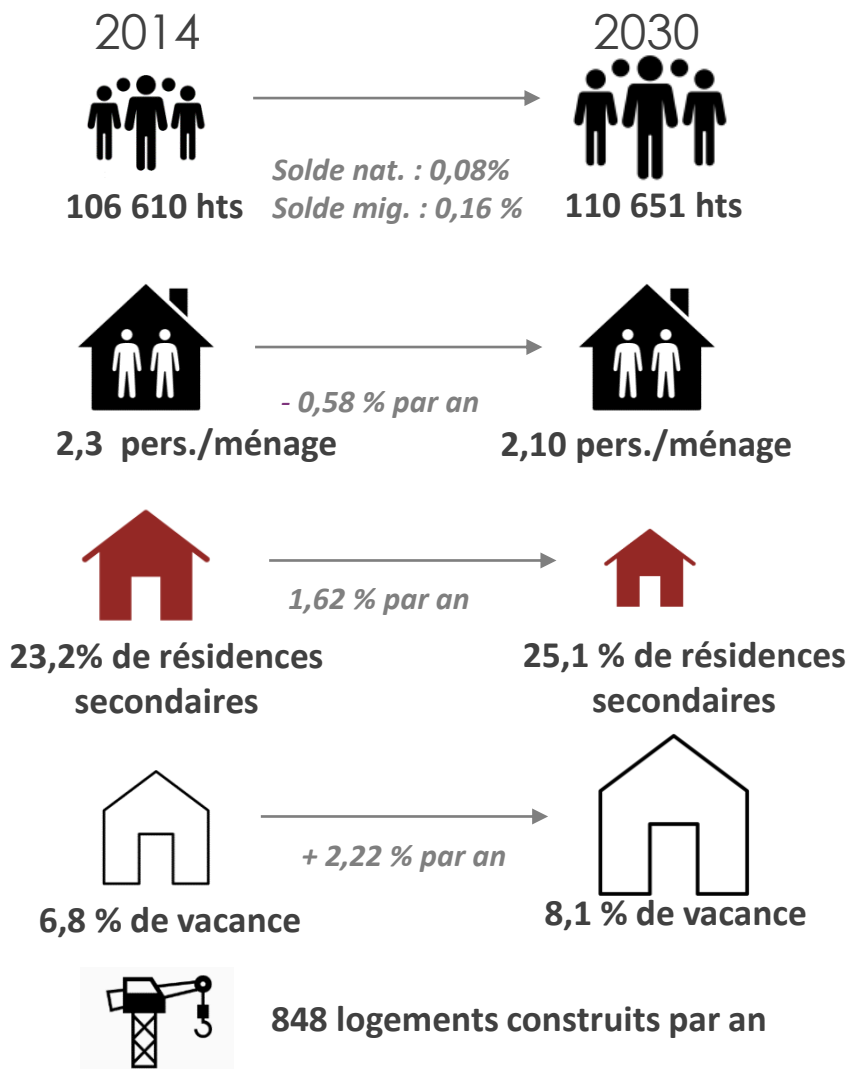 2014
2030
Solde nat. : 0,08%
Solde mig. : 0,16 %
106 610 hts
110 651 hts
- 0,58 % par an
2,3 pers./ménage
2,10 pers./ménage
1,62 % par an
23,2% de résidences
secondaires
25,1 % de résidences
secondaires
+ 2,22 % par an
6,8 % de vacance
8,1 % de vacance
848 logements construits par an